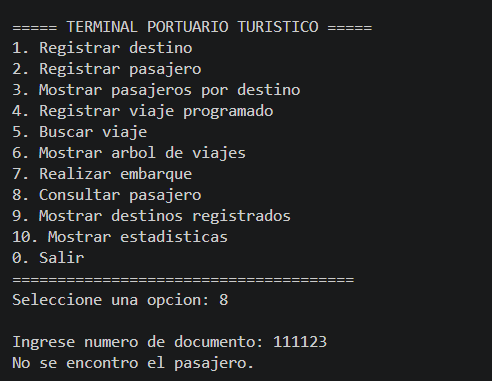 ===== TERMINAL PORTUARIO TURISTICO =====
1. Registrar destino
2. Registrar pasajero
3. Mostrar pasajeros por destino
4. Registrar viaje programado
5. Buscar viaje
6. Mostrar arbol de viajes
7. Realizar embarque
8. Consultar pasajero
9. Mostrar destinos registrados
10. Mostrar estadisticas
0. Salir
======================================
Seleccione una opcion: 8
Ingrese numero de documento: 111123
No se encontro el pasajero.